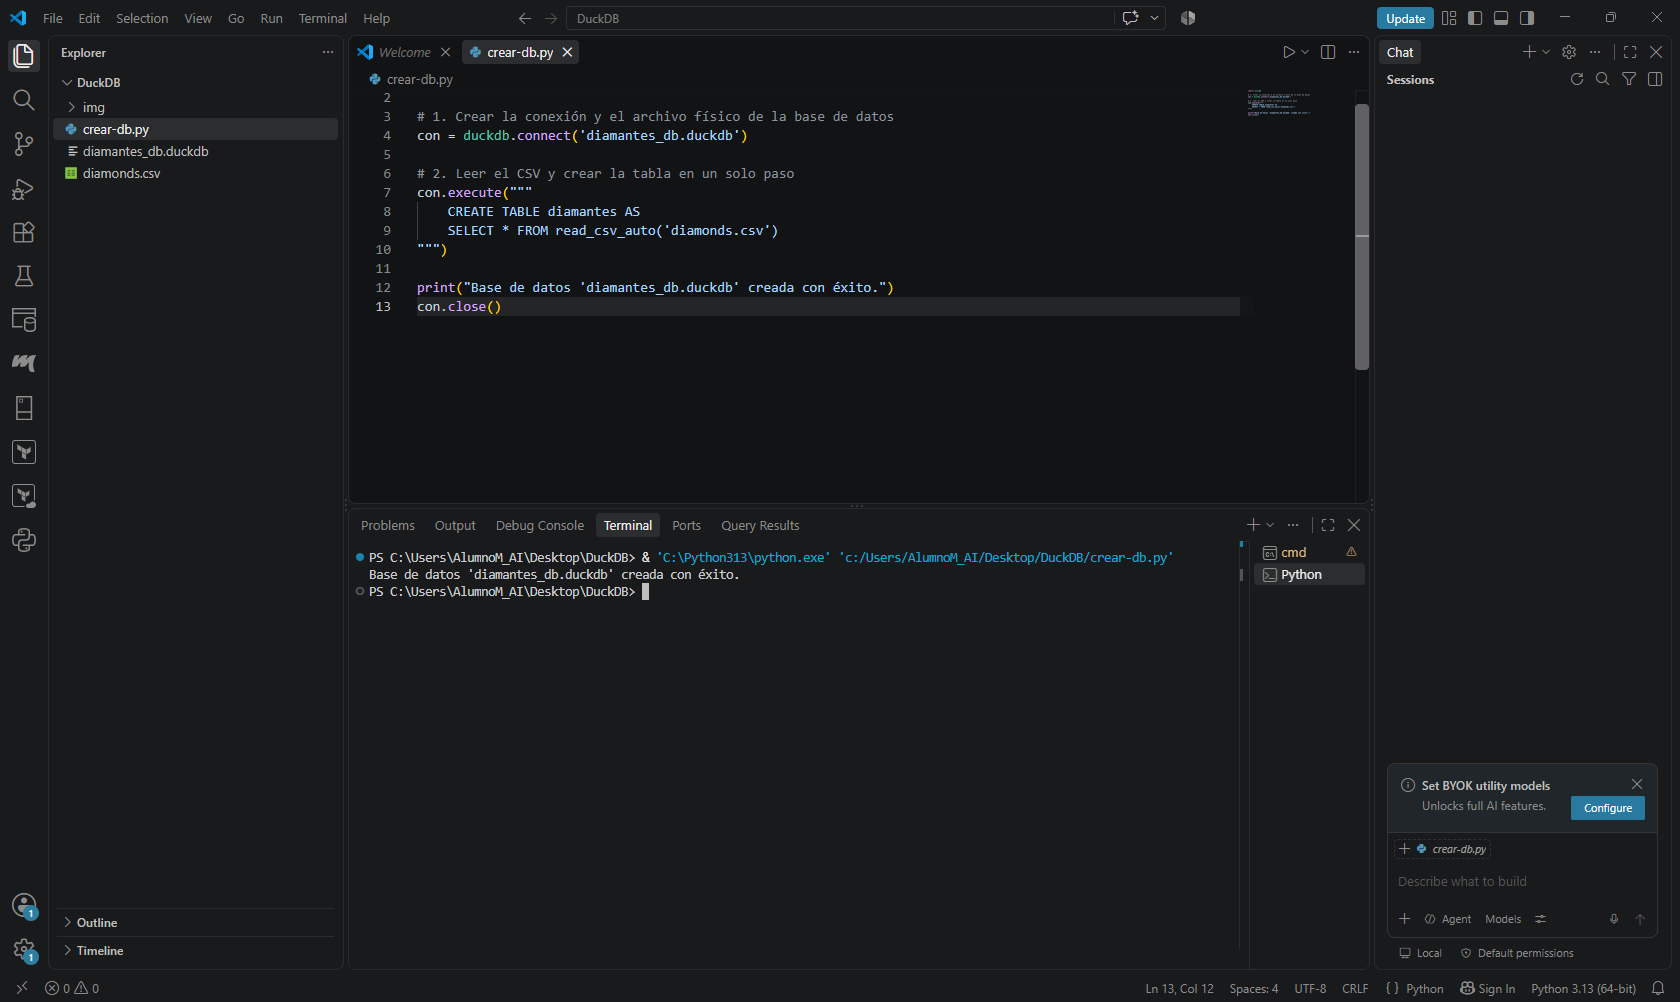 File Edit Selection View Go Run Terminal Help
DuckDB
Update
Explorer
DuckDB
img
crear-db.py
diamantes_db.duckdb
diamonds.csv
Outline
Timeline
Welcome
crear-db.py
crear-db.py
2
3 # 1. Crear la conexión y el archivo físico de la base de datos
4 con = duckdb.connect('diamantes_db.duckdb')
5
6 # 2. Leer el CSV y crear la tabla en un solo paso
7 con.execute("""
8 CREATE TABLE diamantes AS
9 SELECT * FROM read_csv_auto('diamonds.csv')
10 """)
11
12 print("Base de datos 'diamantes_db.duckdb' creada con éxito.")
13 con.close()
Problems Output Debug Console Terminal Ports Query Results
PS C:\Users\AlumnoM_AI\Desktop\DuckDB> & 'C:\Python313\python.exe' 'c:/Users/AlumnoM_AI/Desktop/DuckDB/crear-db.py'
Base de datos 'diamantes_db.duckdb' creada con éxito.
PS C:\Users\AlumnoM_AI\Desktop\DuckDB>
cmd
Python
Chat
Sessions
Set BYOK utility models
Unlocks full AI features.
Configure
crear-db.py
Describe what to build
Agent Models
Local Default permissions
1
1
0 0
Ln 13, Col 12 Spaces: 4 UTF-8 CRLF { } Python Sign In Python 3.13 (64-bit)